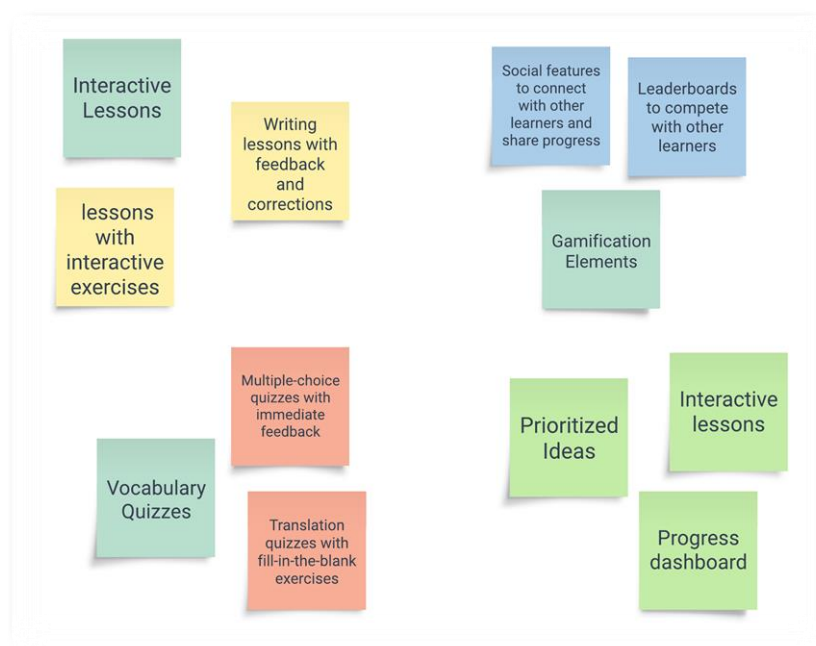 Interactive
Lessons
Writing
lessons with
feedback
and
corrections
lessons
with
interactive
exercises
Social features
to connect
with other
learners and
share progress
Leaderboards
to compete
with other
learners
Gamification
Elements
Multiple-choice
quizzes with
immediate
feedback
Vocabulary
Quizzes
Translation
quizzes with
fill-in-the-blank
exercises
Prioritized
Ideas
Interactive
lessons
Progress
dashboard